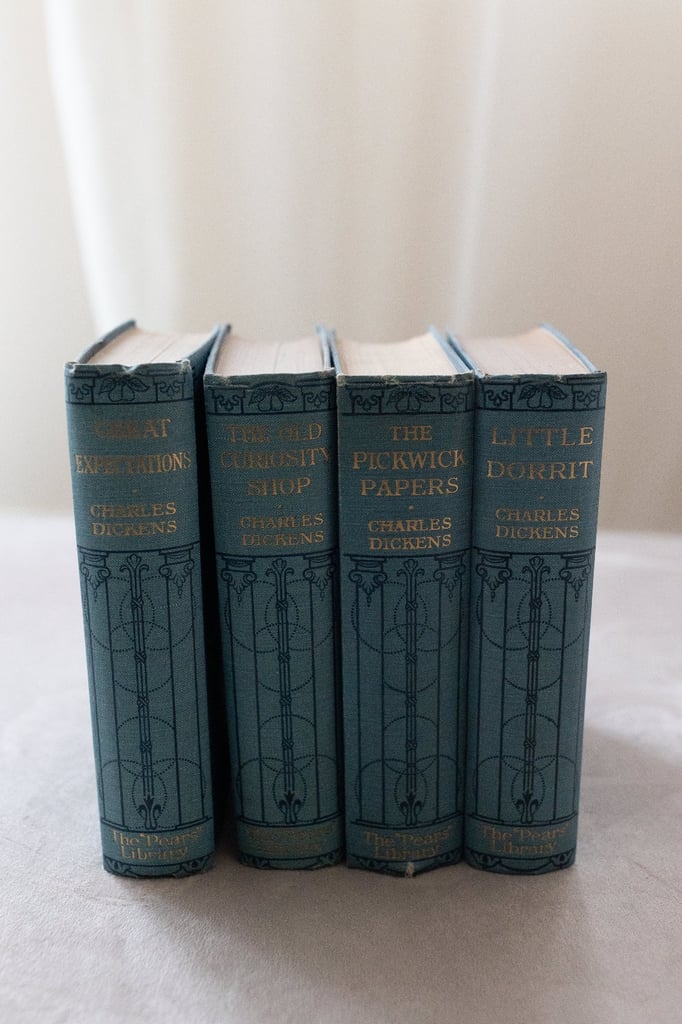 GREAT
EXPECTATIONS
CHARLES
DICKENS
The "Pears"
Library
THE OLD
CURIOSITY
SHOP
CHARLES
DICKENS
THE
PICKWICK
PAPERS
CHARLES
DICKENS
The "Pears"
Library
LITTLE
DORRIT
CHARLES
DICKENS
The "Pears"
Library